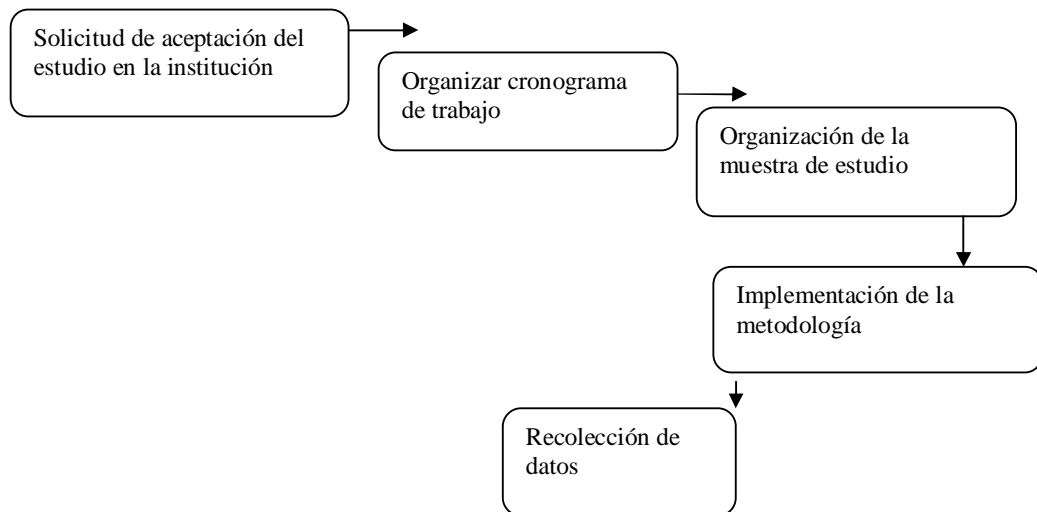 Solicitud de aceptación del
estudio en la institución
Organizar cronograma
de trabajo
Organización de la
muestra de estudio
Implementación de la
metodología
Recolección de
datos